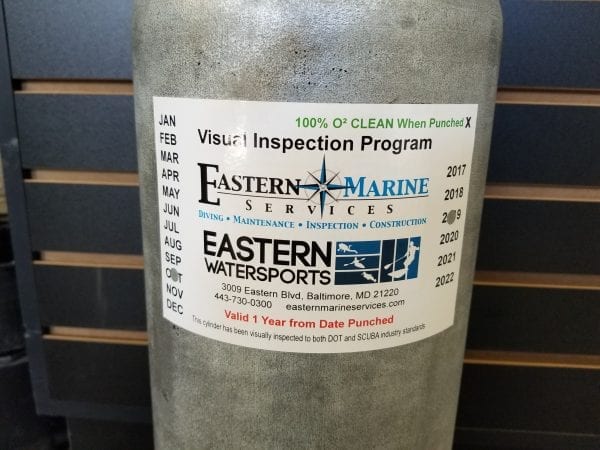 JAN
FEB
MAR
APR
MAY
JUN
JUL
AUG
SEP
OCT
NOV
DEC
100% O² CLEAN When Punched X
Visual Inspection Program
EASTERN MARINE
SERVICES
DIVING • MAINTENANCE • INSPECTION • CONSTRUCTION
EASTERN
WATERSPORTS
3009 Eastern Blvd, Baltimore, MD 21220
443-730-0300 easternmarineservices.com
Valid 1 Year from Date Punched
This cylinder has been visually inspected to both DOT and SCUBA industry standards
2017
2018
2019
2020
2021
2022